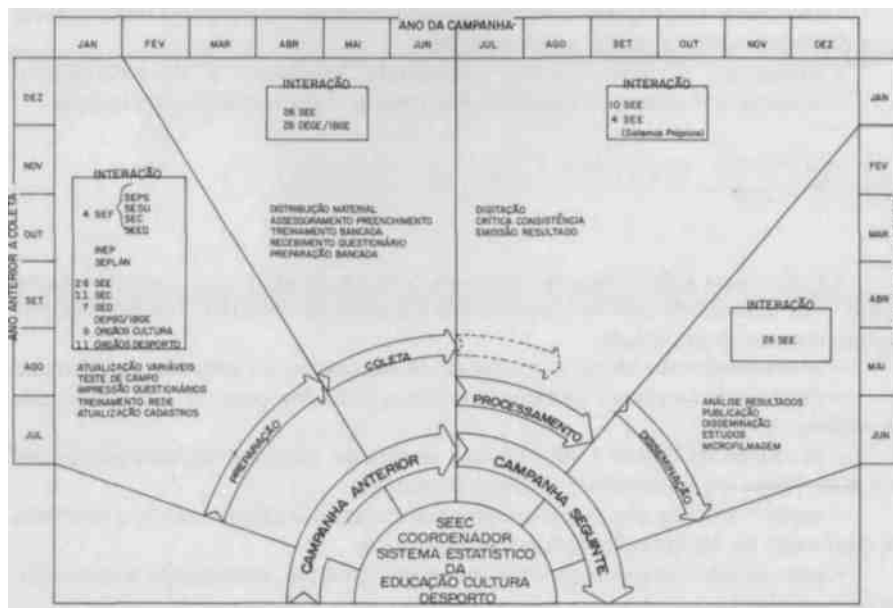 ANO DA CAMPANHA
JAN FEV MAR ABR MAI JUN JUL AGO SET OUT NOV DEZ
ANO ANTERIOR À COLETA
DEZ
NOV
OUT
SET
AGO
JUL
JAN
FEV
MAR
ABR
MAI
JUN
INTERAÇÃO
4 SEF
SEPS
SESU
SEC
SEED
INEP
SEPLAN
26 SEE
11 SEC
7 SED
DEPSO/IBGE
9 ORGÃOS CULTURA
11 ORGÃOS DESPORTO
ATUALIZAÇÃO VARIÁVEIS
TESTE DE CAMPO
IMPRESSÃO QUESTIONÁRIOS
TREINAMENTO REDE
ATUALIZAÇÃO CADASTROS
INTERAÇÃO
26 SEE
26 DEGE/IBGE
DISTRIBUIÇÃO MATERIAL
ASSESSORAMENTO PREENCHIMENTO
TREINAMENTO BANCADA
RECEBIMENTO QUESTIONÁRIO
PREPARAÇÃO BANCADA
INTERAÇÃO
10 SEE
4 SEE
(Sistemas Próprios)
DIGITAÇÃO
CRÍTICA CONSISTÊNCIA
EMISSÃO RESULTADO
INTERAÇÃO
26 SEE
ANÁLISE RESULTADOS
PUBLICAÇÃO
DISSEMINAÇÃO
ESTUDOS
MICROFILMAGEM
PREPARAÇÃO
COLETA
PROCESSAMENTO
DISSEMINAÇÃO
CAMPANHA ANTERIOR
CAMPANHA SEGUINTE
SEEC
COORDENADOR
SISTEMA ESTATÍSTICO
DA
EDUCAÇÃO CULTURA
DESPORTO